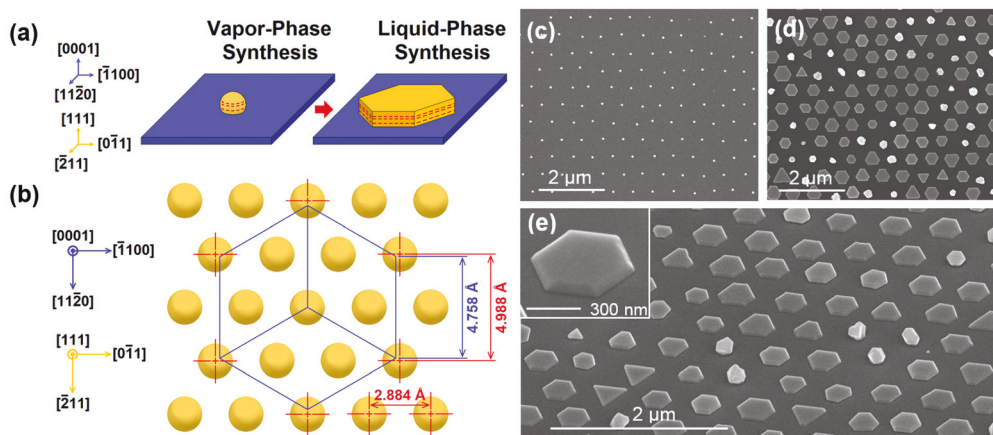 (a)
Vapor-Phase
Synthesis
Liquid-Phase
Synthesis
[0001]
[1̅100]
[112̅0]
[111]
[01̅1]
[2̅11]
(b)
[0001]
[1̅100]
[112̅0]
[111]
[01̅1]
[2̅11]
4.758 Å
4.988 Å
2.884 Å
(c)
2 µm
(d)
2 µm
(e)
300 nm
2 µm